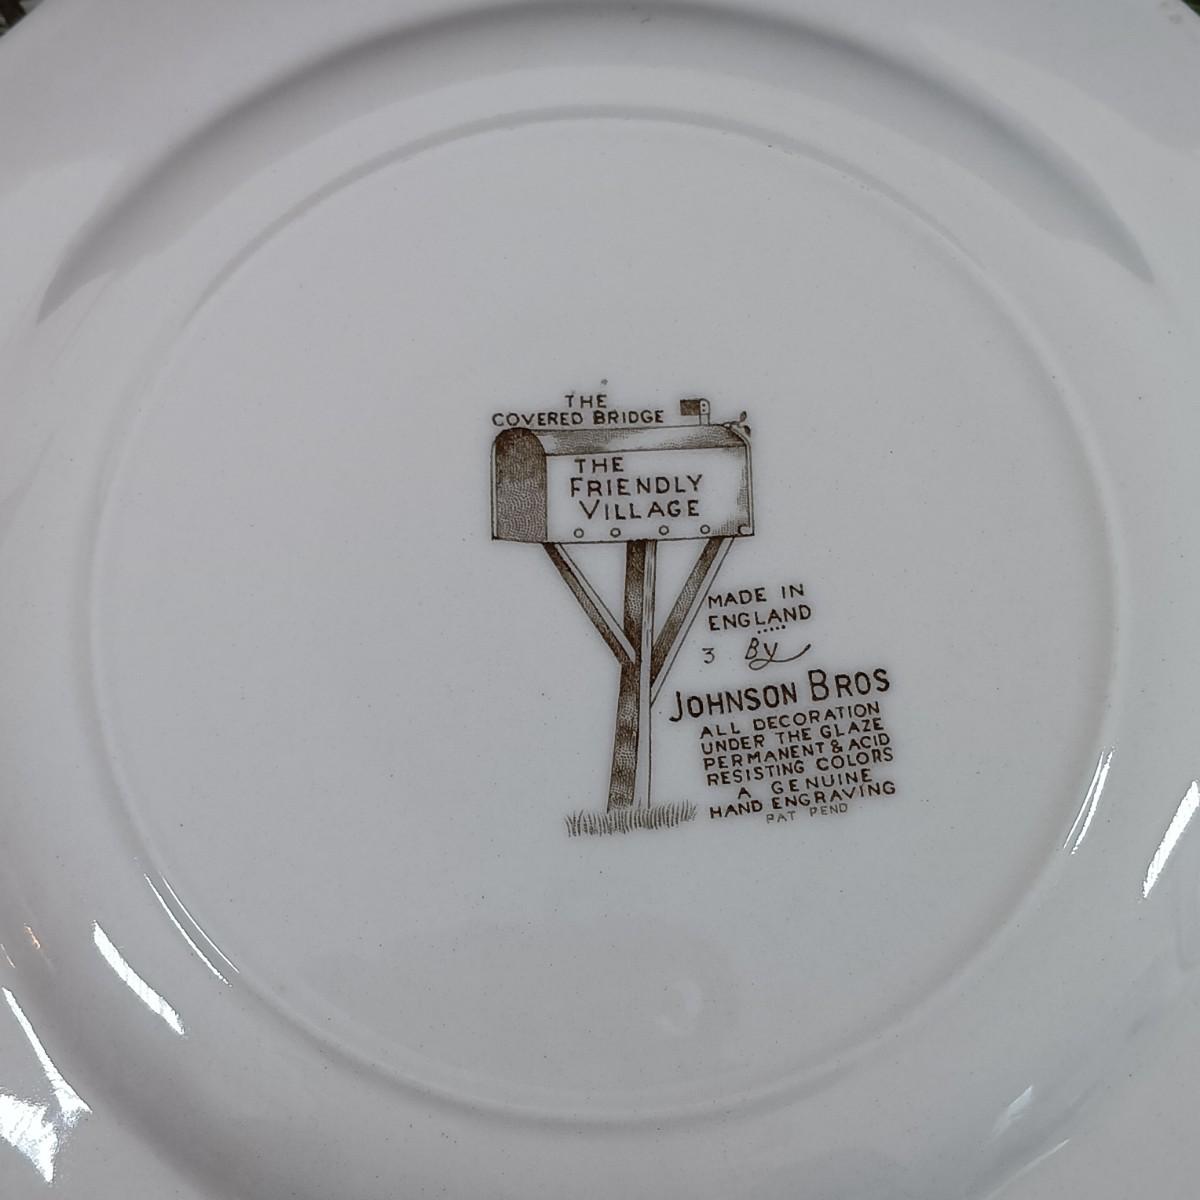 THE
COVERED BRIDGE
THE
FRIENDLY
VILLAGE
MADE IN
ENGLAND
3 By
JOHNSON BROS
ALL DECORATION
UNDER THE GLAZE
PERMANENT & ACID
RESISTING COLORS
A GENUINE
HAND ENGRAVING
PAT PEND